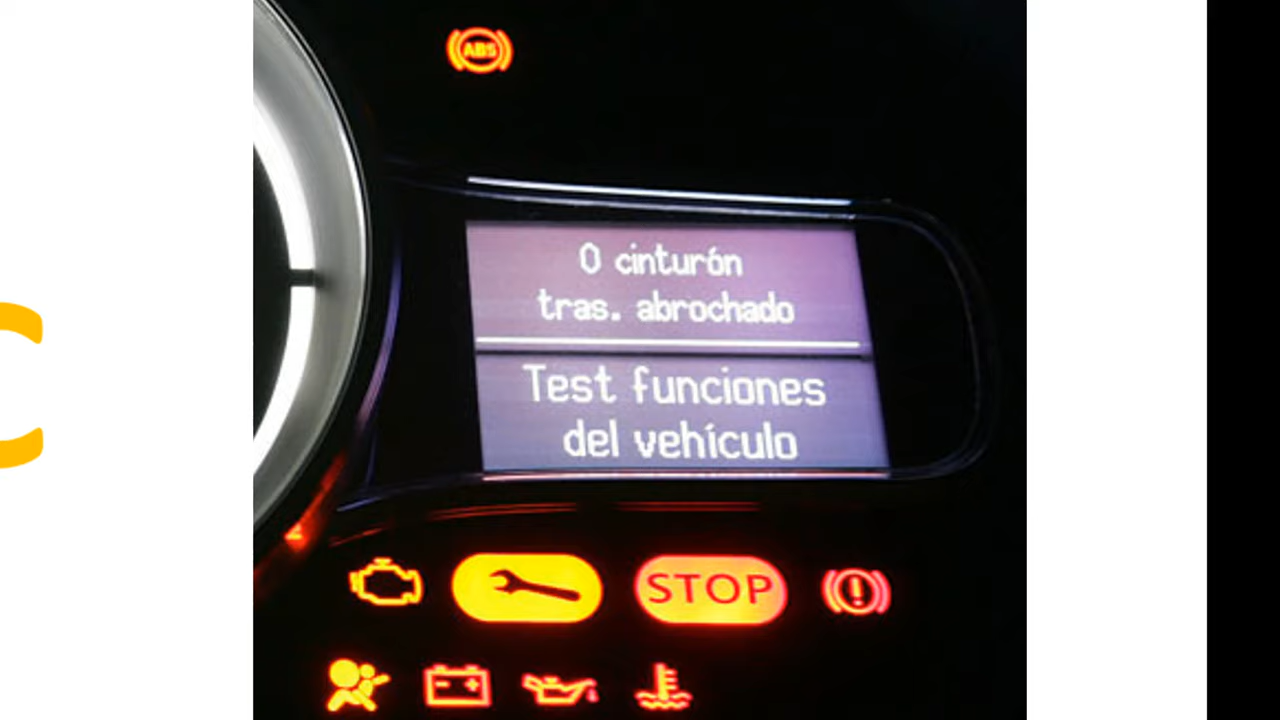 ABS
0 cinturón
tras. abrochado
Test funciones
del vehículo
STOP